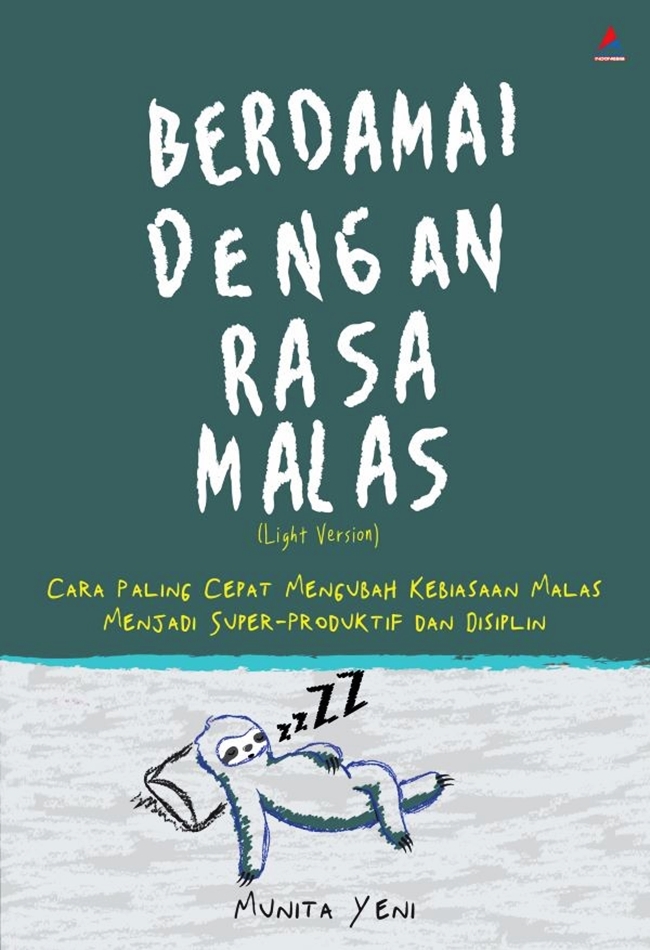 BERDAMAI
DENGAN
RASA
MALAS
(Light Version)
CARA PALING CEPAT MENGUBAH KEBIASAAN MALAS
MENJADI SUPER-PRODUKTIF DAN DISIPLIN
zzZZ
MUNITA YENI